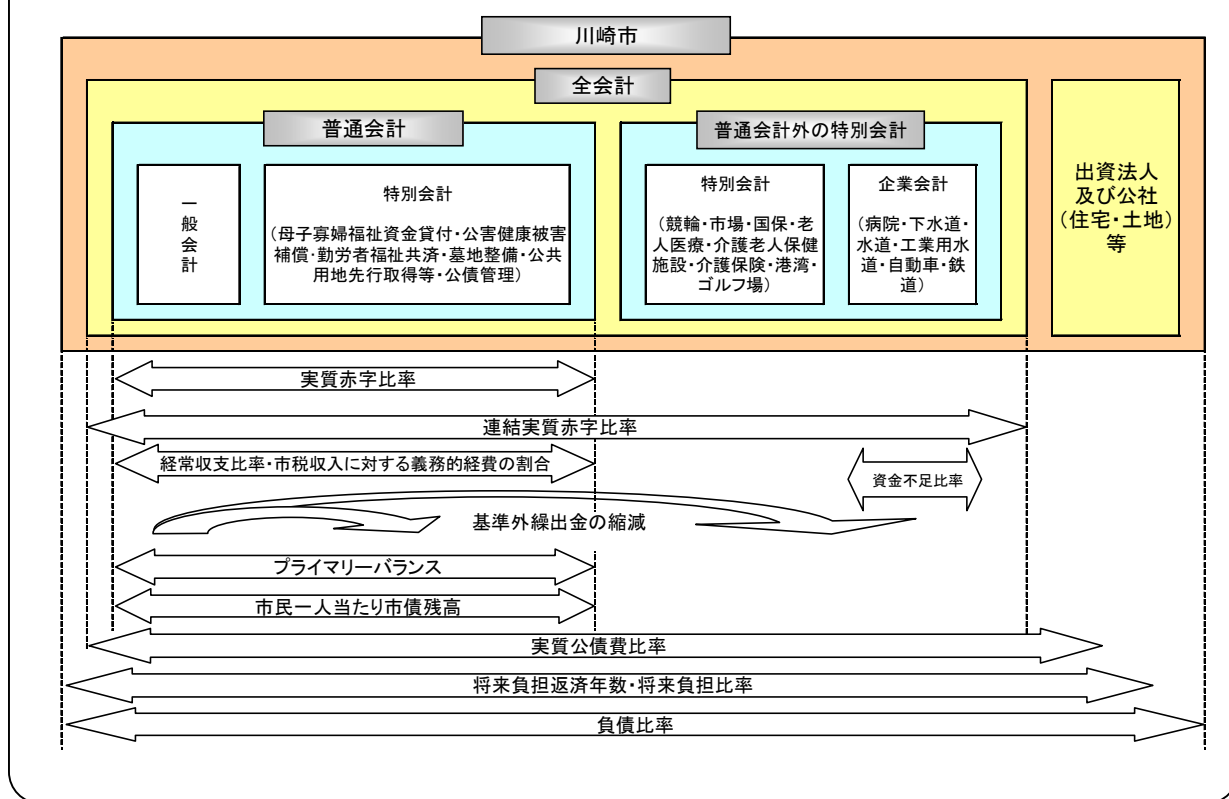 川崎市
全会計
普通会計
普通会計外の特別会計
一般会計
特別会計
(母子寡婦福祉資金貸付・公害健康被害
補償・勤労者福祉共済・墓地整備・公共
用地先行取得等・公債管理)
特別会計
(競輪・市場・国保・老
人医療・介護老人保健
施設・介護保険・港湾・
ゴルフ場)
企業会計
(病院・下水道・
水道・工業用水
道・自動車・鉄
道)
出資法人
及び公社
(住宅・土地)
等
実質赤字比率
連結実質赤字比率
経常収支比率・市税収入に対する義務的経費の割合
資金不足比率
基準外繰出金の縮減
プライマリーバランス
市民一人当たり市債残高
実質公債費比率
将来負担返済年数・将来負担比率
負債比率